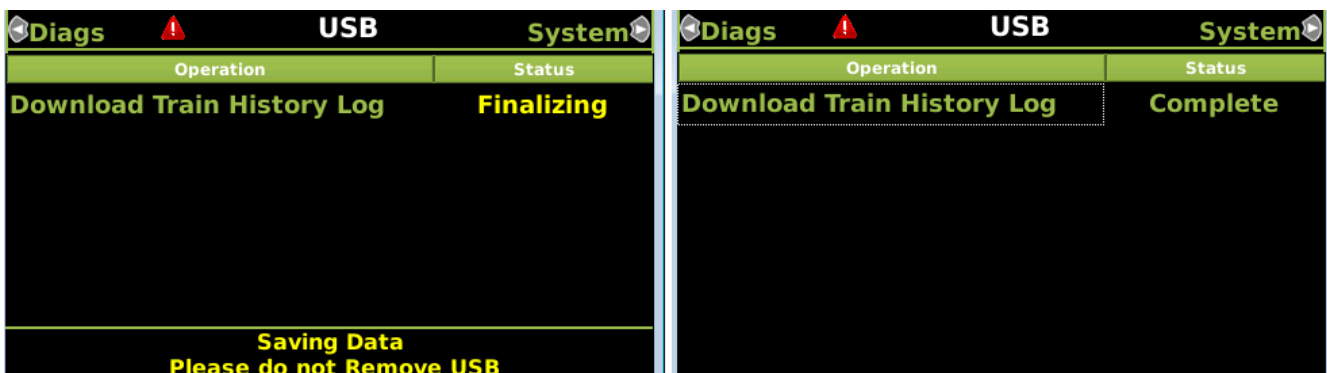 Diags USB System
Operation Status
Download Train History Log Finalizing
Saving Data
Please do not Remove USB
Diags USB System
Operation Status
Download Train History Log Complete